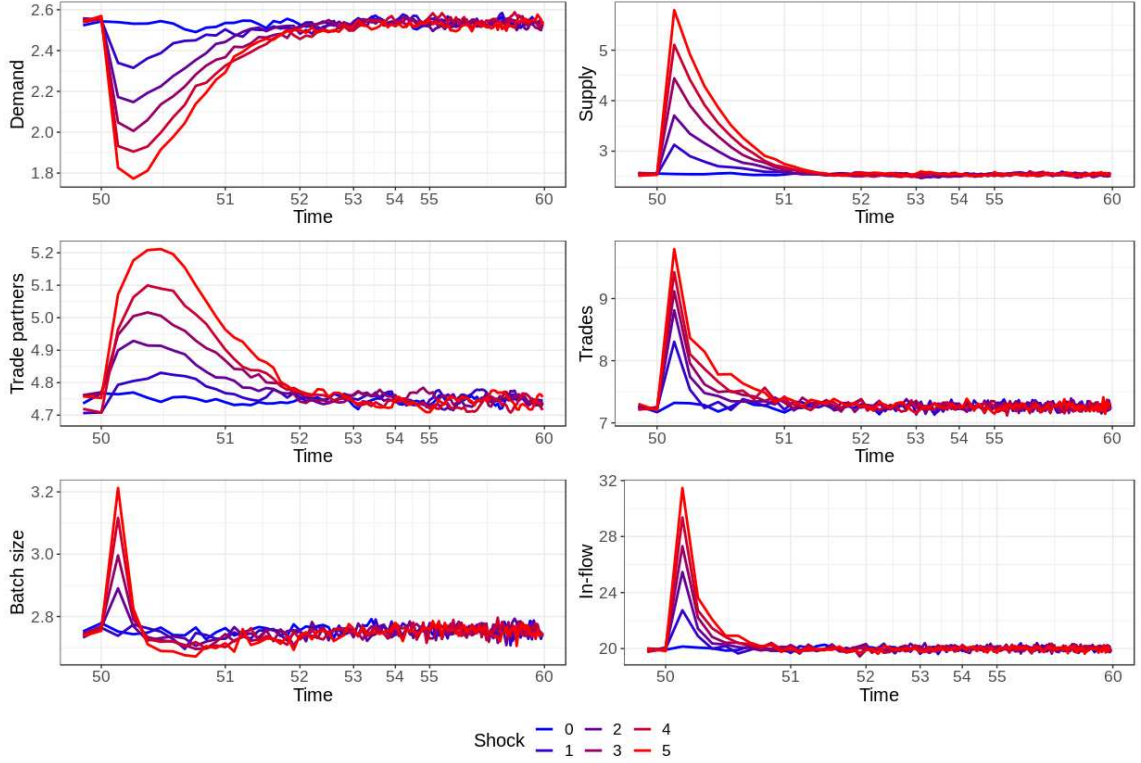 Demand
2.6
2.4
2.2
2.0
1.8
50 51 52 53 54 55 60
Time
Supply
5
4
3
50 51 52 53 54 55 60
Time
Trade partners
5.2
5.1
5.0
4.9
4.8
4.7
50 51 52 53 54 55 60
Time
Trades
9
8
7
50 51 52 53 54 55 60
Time
Batch size
3.2
3.0
2.8
50 51 52 53 54 55 60
Time
In-flow
32
28
24
20
50 51 52 53 54 55 60
Time
Shock 0 2 4
1 3 5